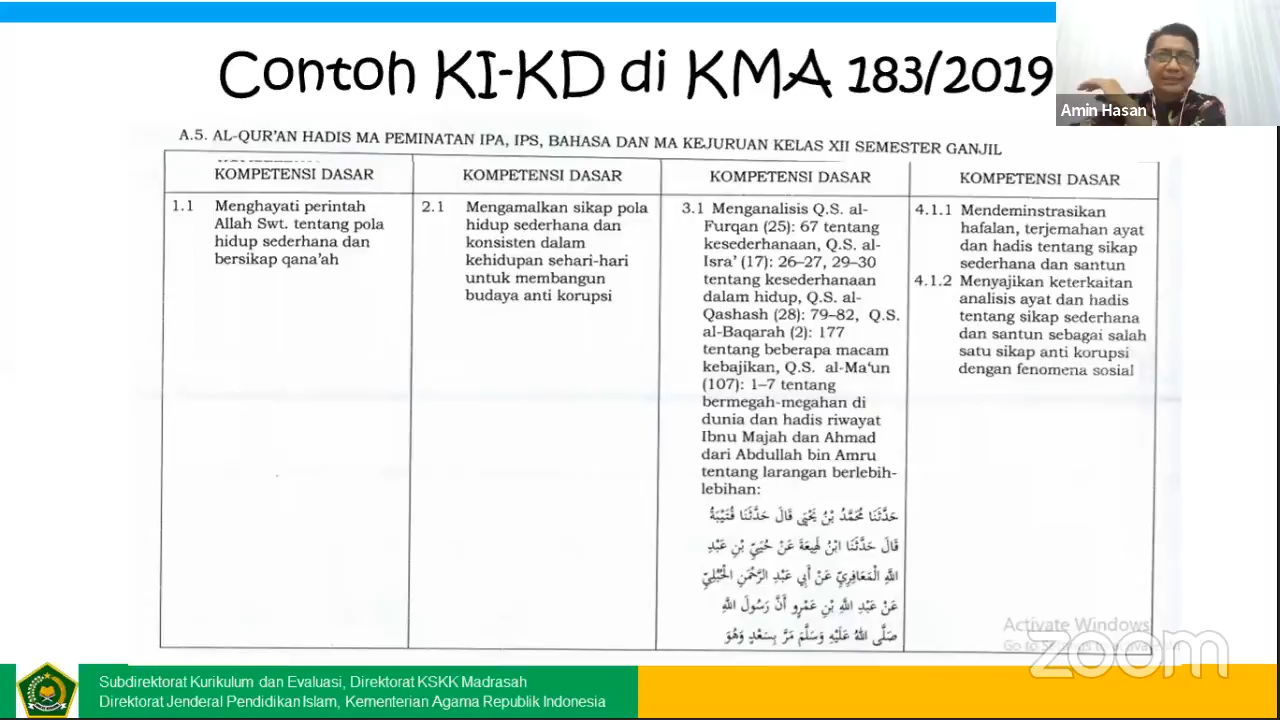 Contoh KI-KD di KMA 183/2019
Amin Hasan
A.5. AL-QUR'AN HADIS MA PEMINATAN IPA, IPS, BAHASA DAN MA KEJURUAN KELAS XII SEMESTER GANJIL
KOMPETENSI DASAR
1.1 Menghayati perintah
Allah Swt. tentang pola
hidup sederhana dan
bersikap qana'ah
KOMPETENSI DASAR
2.1 Mengamalkan sikap pola
hidup sederhana dan
konsisten dalam
kehidupan sehari-hari
untuk membangun
budaya anti korupsi
KOMPETENSI DASAR
3.1 Menganalisis Q.S. al-
Furqan (25): 67 tentang
kesederhanaan, Q.S. al-
Isra' (17): 26–27, 29–30
tentang kesederhanaan
dalam hidup, Q.S. al-
Qashash (28): 79–82, Q.S.
al-Baqarah (2): 177
tentang beberapa macam
kebajikan, Q.S. al-Ma‘un
(107): 1–7 tentang
bermegah-megahan di
dunia dan hadis riwayat
Ibnu Majah dan Ahmad
dari Abdullah bin Amru
tentang larangan berlebih-
lebihan:
حَدَّثَنَا مُحَمَّدُ بْنُ يَحْيَى قَالَ حَدَّثَنَا قُتَيْبَةُ
قَالَ حَدَّثَنَا ابْنُ لَهِيعَةَ عَنْ حُيَيِّ بْنِ عَبْدِ
اللَّهِ الْمَعَافِرِيِّ عَنْ أَبِي عَبْدِ الرَّحْمَنِ الْحُبُلِيِّ
عَنْ عَبْدِ اللَّهِ بْنِ عَمْرٍو أَنَّ رَسُولَ اللَّهِ
صَلَّى اللهُ عَلَيْهِ وَسَلَّمَ مَرَّ بِسَعْدٍ وَهُوَ
KOMPETENSI DASAR
4.1.1 Mendeminstrasikan
hafalan, terjemahan ayat
dan hadis tentang sikap
sederhana dan santun
4.1.2 Menyajikan keterkaitan
analisis ayat dan hadis
tentang sikap sederhana
dan santun sebagai salah
satu sikap anti korupsi
dengan fenomena sosial
Activate Windows
Go to
zoom
Subdirektorat Kurikulum dan Evaluasi, Direktorat KSKK Madrasah
Direktorat Jenderal Pendidikan Islam, Kementerian Agama Republik Indonesia